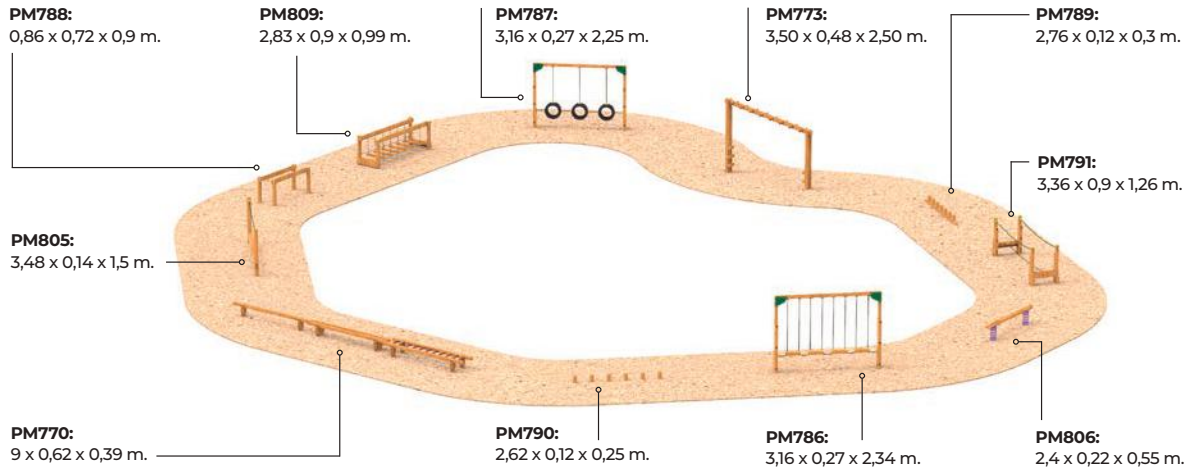 PM788:
0,86 x 0,72 x 0,9 m.
PM809:
2,83 x 0,9 x 0,99 m.
PM787:
3,16 x 0,27 x 2,25 m.
PM773:
3,50 x 0,48 x 2,50 m.
PM789:
2,76 x 0,12 x 0,3 m.
PM791:
3,36 x 0,9 x 1,26 m.
PM805:
3,48 x 0,14 x 1,5 m.
PM770:
9 x 0,62 x 0,39 m.
PM790:
2,62 x 0,12 x 0,25 m.
PM786:
3,16 x 0,27 x 2,34 m.
PM806:
2,4 x 0,22 x 0,55 m.